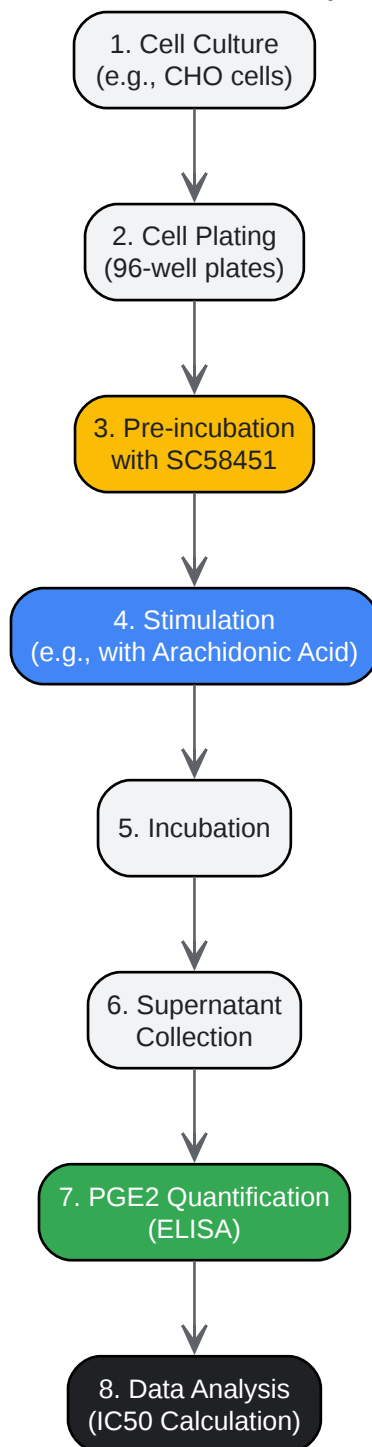 1. Cell Culture
(e.g., CHO cells)
2. Cell Plating
(96-well plates)
3. Pre-incubation
with SC58451
4. Stimulation
(e.g., with Arachidonic Acid)
5. Incubation
6. Supernatant
Collection
7. PGE2 Quantification
(ELISA)
8. Data Analysis
(IC50 Calculation)